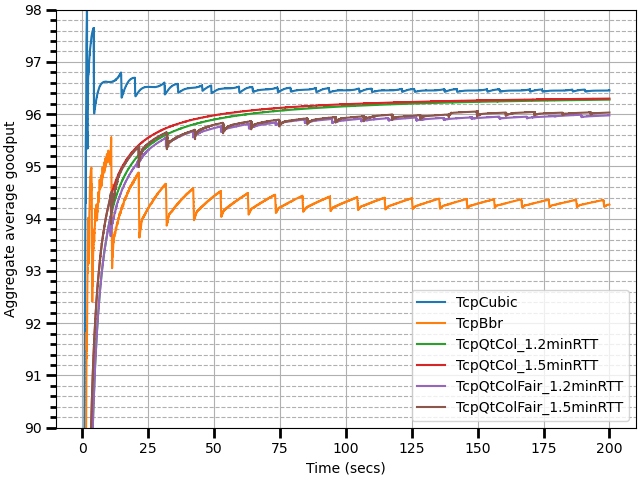 98
97
96
95
94
93
92
91
90
Aggregate average goodput
0
25
50
75
100
125
150
175
200
Time (secs)
TcpCubic
TcpBbr
TcpQtCol_1.2minRTT
TcpQtCol_1.5minRTT
TcpQtColFair_1.2minRTT
TcpQtColFair_1.5minRTT